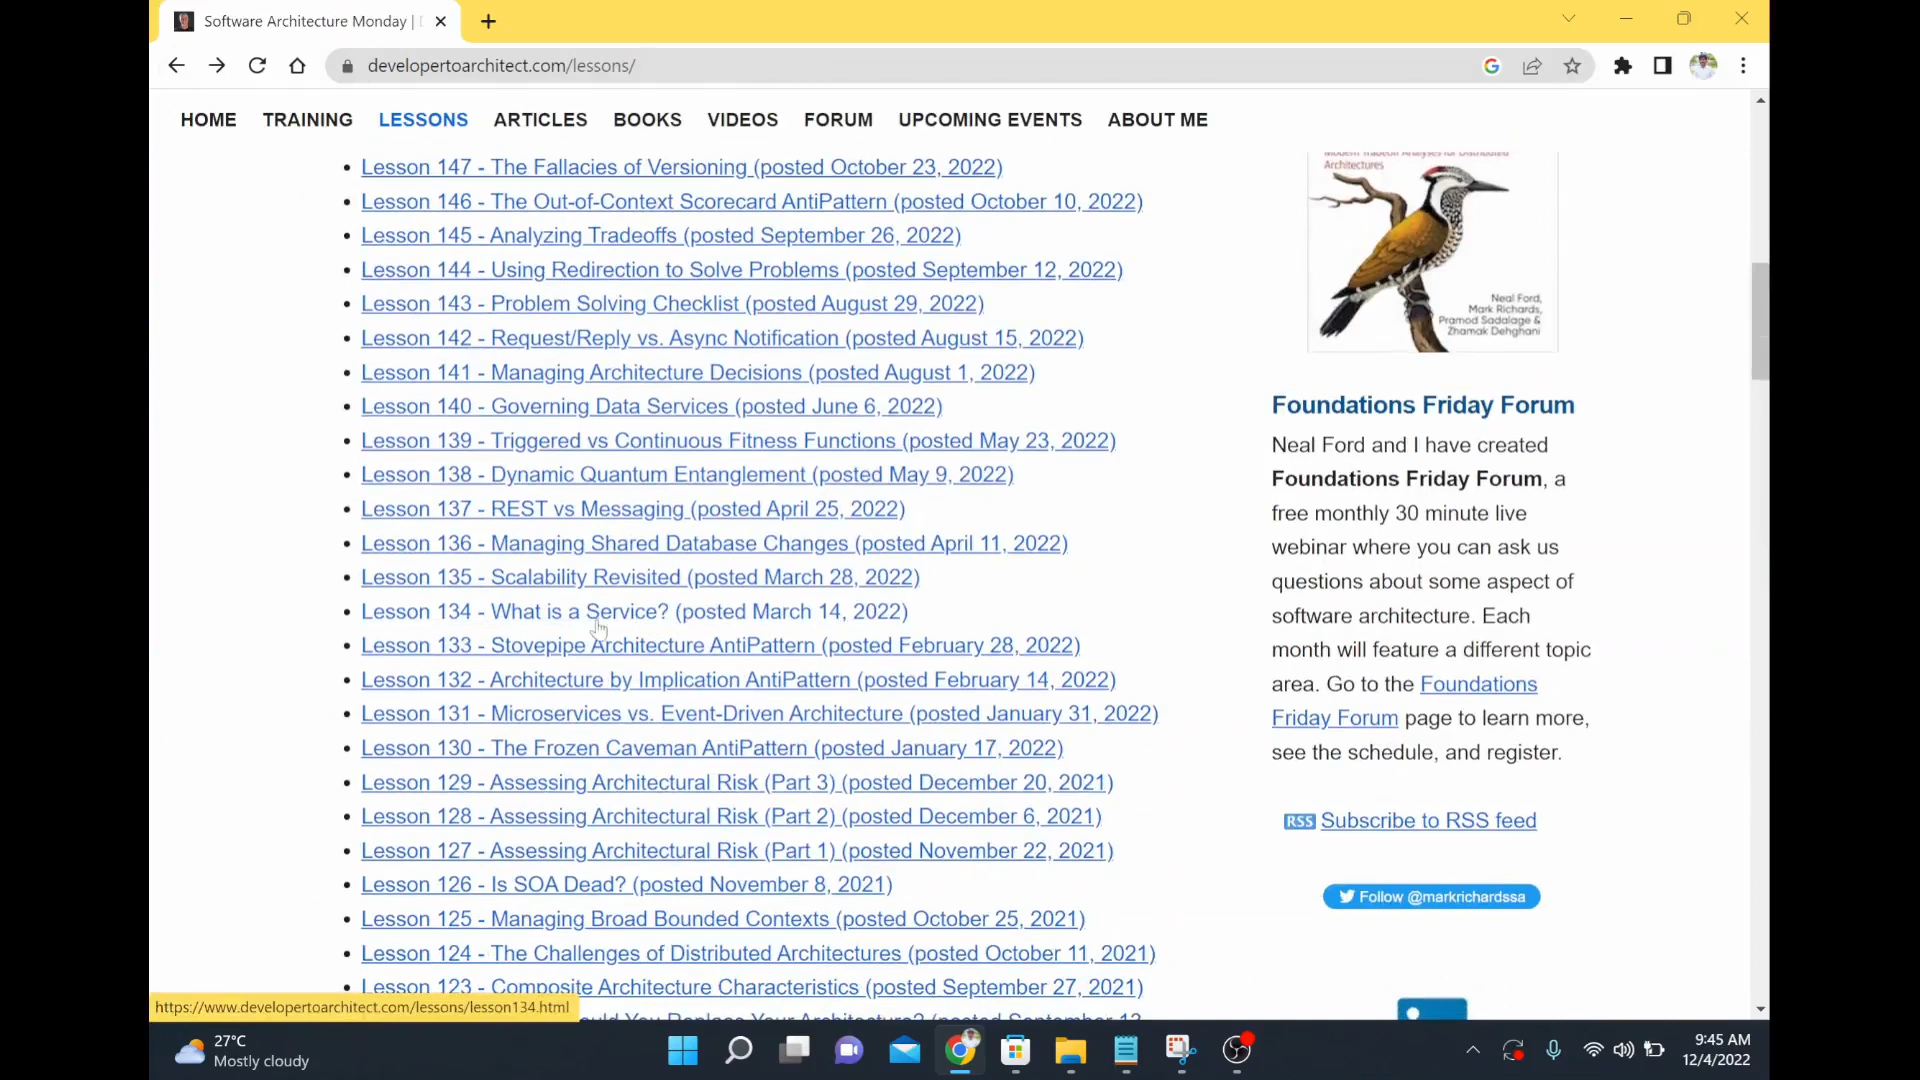 Software Architecture Monday |
developertoarchitect.com/lessons/
HOME TRAINING LESSONS ARTICLES BOOKS VIDEOS FORUM UPCOMING EVENTS ABOUT ME
Lesson 147 - The Fallacies of Versioning (posted October 23, 2022)
Lesson 146 - The Out-of-Context Scorecard AntiPattern (posted October 10, 2022)
Lesson 145 - Analyzing Tradeoffs (posted September 26, 2022)
Lesson 144 - Using Redirection to Solve Problems (posted September 12, 2022)
Lesson 143 - Problem Solving Checklist (posted August 29, 2022)
Lesson 142 - Request/Reply vs. Async Notification (posted August 15, 2022)
Lesson 141 - Managing Architecture Decisions (posted August 1, 2022)
Lesson 140 - Governing Data Services (posted June 6, 2022)
Lesson 139 - Triggered vs Continuous Fitness Functions (posted May 23, 2022)
Lesson 138 - Dynamic Quantum Entanglement (posted May 9, 2022)
Lesson 137 - REST vs Messaging (posted April 25, 2022)
Lesson 136 - Managing Shared Database Changes (posted April 11, 2022)
Lesson 135 - Scalability Revisited (posted March 28, 2022)
Lesson 134 - What is a Service? (posted March 14, 2022)
Lesson 133 - Stovepipe Architecture AntiPattern (posted February 28, 2022)
Lesson 132 - Architecture by Implication AntiPattern (posted February 14, 2022)
Lesson 131 - Microservices vs. Event-Driven Architecture (posted January 31, 2022)
Lesson 130 - The Frozen Caveman AntiPattern (posted January 17, 2022)
Lesson 129 - Assessing Architectural Risk (Part 3) (posted December 20, 2021)
Lesson 128 - Assessing Architectural Risk (Part 2) (posted December 6, 2021)
Lesson 127 - Assessing Architectural Risk (Part 1) (posted November 22, 2021)
Lesson 126 - Is SOA Dead? (posted November 8, 2021)
Lesson 125 - Managing Broad Bounded Contexts (posted October 25, 2021)
Lesson 124 - The Challenges of Distributed Architectures (posted October 11, 2021)
Lesson 123 - Composite Architecture Characteristics (posted September 27, 2021)
You Replace Your Architecture? (posted September 13,
Modern Tradeoff Analyses for Distributed
Architectures
Neal Ford,
Mark Richards,
Pramod Sadalage &
Zhamak Dehghani
Foundations Friday Forum
Neal Ford and I have created
Foundations Friday Forum, a
free monthly 30 minute live
webinar where you can ask us
questions about some aspect of
software architecture. Each
month will feature a different topic
area. Go to the Foundations
Friday Forum page to learn more,
see the schedule, and register.
RSS Subscribe to RSS feed
Follow @markrichardssa
https://www.developertoarchitect.com/lessons/lesson134.html
27°C
Mostly cloudy
9:45 AM
12/4/2022